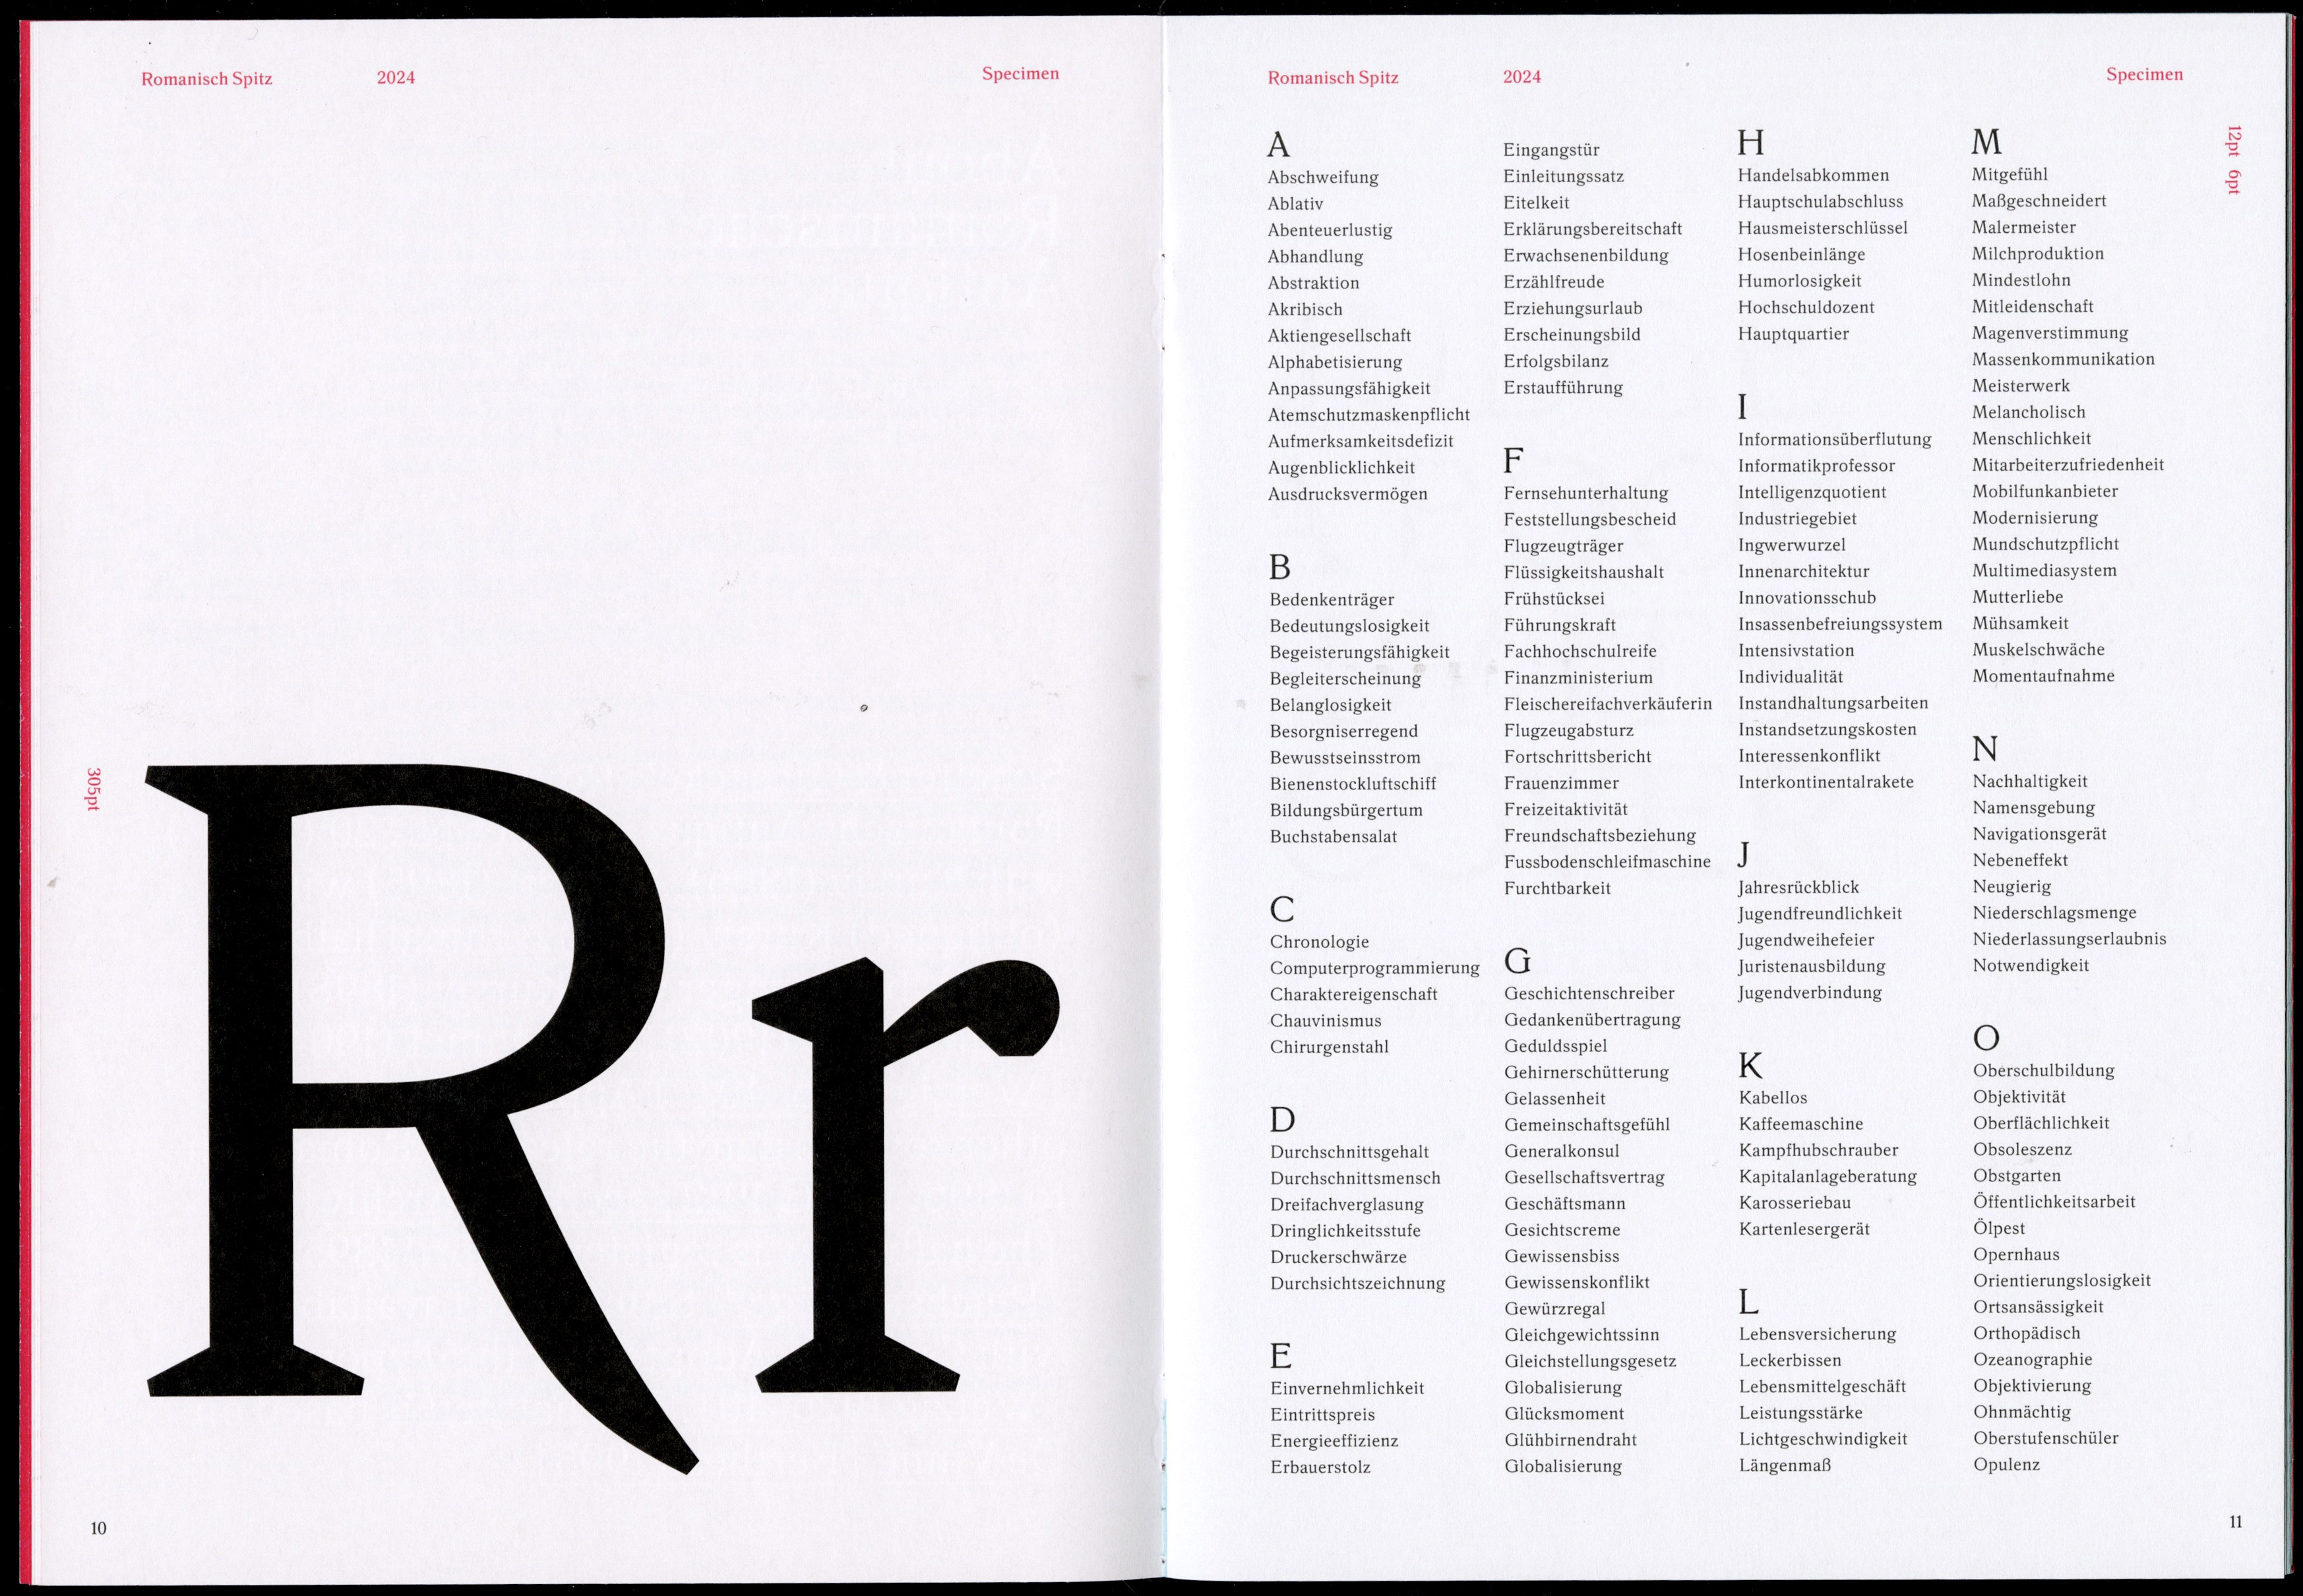 Romanisch Spitz 2024 Specimen
305pt
Rr
10
Romanisch Spitz 2024 Specimen
12pt 6pt
A
Abschweifung
Ablativ
Abenteuerlustig
Abhandlung
Abstraktion
Akribisch
Aktiengesellschaft
Alphabetisierung
Anpassungsfähigkeit
Atemschutzmaskenpflicht
Aufmerksamkeitsdefizit
Augenblicklichkeit
Ausdrucksvermögen
B
Bedenkenträger
Bedeutungslosigkeit
Begeisterungsfähigkeit
Begleiterscheinung
Belanglosigkeit
Besorgniserregend
Bewusstseinsstrom
Bienenstockluftschiff
Bildungsbürgertum
Buchstabensalat
C
Chronologie
Computerprogrammierung
Charaktereigenschaft
Chauvinismus
Chirurgenstahl
D
Durchschnittsgehalt
Durchschnittsmensch
Dreifachverglasung
Dringlichkeitsstufe
Druckerschwärze
Durchsichtszeichnung
E
Einvernehmlichkeit
Eintrittspreis
Energieeffizienz
Erbauerstolz
Eingangstür
Einleitungssatz
Eitelkeit
Erklärungsbereitschaft
Erwachsenenbildung
Erzählfreude
Erziehungsurlaub
Erscheinungsbild
Erfolgsbilanz
Erstaufführung
F
Fernsehunterhaltung
Feststellungsbescheid
Flugzeugträger
Flüssigkeitshaushalt
Frühstücksei
Führungskraft
Fachhochschulreife
Finanzministerium
Fleischereifachverkäuferin
Flugzeugabsturz
Fortschrittsbericht
Frauenzimmer
Freizeitaktivität
Freundschaftsbeziehung
Fussbodenschleifmaschine
Furchtbarkeit
G
Geschichtenschreiber
Gedankenübertragung
Geduldsspiel
Gehirnerschütterung
Gelassenheit
Gemeinschaftsgefühl
Generalkonsul
Gesellschaftsvertrag
Geschäftsmann
Gesichtscreme
Gewissensbiss
Gewissenskonflikt
Gewürzregal
Gleichgewichtssinn
Gleichstellungsgesetz
Globalisierung
Glücksmoment
Glühbirnendraht
Globalisierung
H
Handelsabkommen
Hauptschulabschluss
Hausmeisterschlüssel
Hosenbeinlänge
Humorlosigkeit
Hochschuldozent
Hauptquartier
I
Informationsüberflutung
Informatikprofessor
Intelligenzquotient
Industriegebiet
Ingwerwurzel
Innenarchitektur
Innovationsschub
Insassenbefreiungssystem
Intensivstation
Individualität
Instandhaltungsarbeiten
Instandsetzungskosten
Interessenkonflikt
Interkontinentalrakete
J
Jahresrückblick
Jugendfreundlichkeit
Jugendweihefeier
Juristenausbildung
Jugendverbindung
K
Kabellos
Kaffeemaschine
Kampfhubschrauber
Kapitalanlageberatung
Karosseriebau
Kartenlesergerät
L
Lebensversicherung
Leckerbissen
Lebensmittelgeschäft
Leistungsstärke
Lichtgeschwindigkeit
Längenmaß
M
Mitgefühl
Maßgeschneidert
Malermeister
Milchproduktion
Mindestlohn
Mitleidenschaft
Magenverstimmung
Massenkommunikation
Meisterwerk
Melancholisch
Menschlichkeit
Mitarbeiterzufriedenheit
Mobilfunkanbieter
Modernisierung
Mundschutzpflicht
Multimediasystem
Mutterliebe
Mühsamkeit
Muskelschwäche
Momentaufnahme
N
Nachhaltigkeit
Namensgebung
Navigationsgerät
Nebeneffekt
Neugierig
Niederschlagsmenge
Niederlassungserlaubnis
Notwendigkeit
O
Oberschulbildung
Objektivität
Oberflächlichkeit
Obsoleszenz
Obstgarten
Öffentlichkeitsarbeit
Ölpest
Opernhaus
Orientierungslosigkeit
Ortsansässigkeit
Orthopädisch
Ozeanographie
Objektivierung
Ohnmächtig
Oberstufenschüler
Opulenz
11